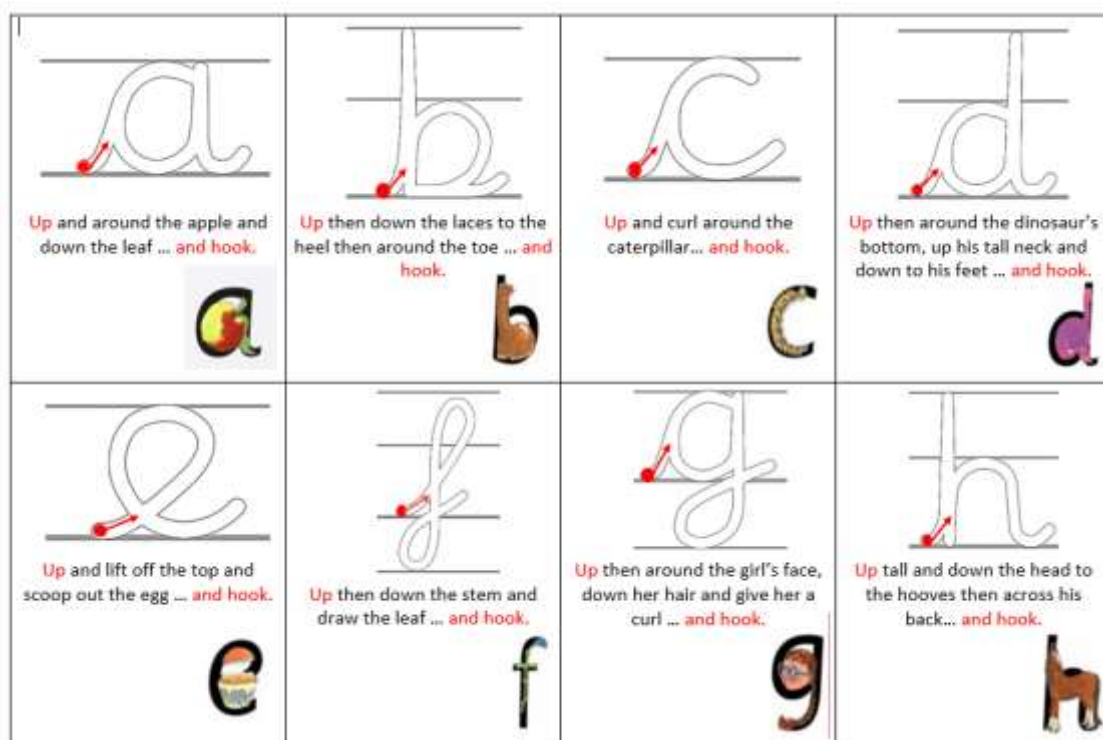 Up and around the apple and
down the leaf ... and hook.
Up then down the laces to the
heel then around the toe ... and
hook.
Up and curl around the
caterpillar... and hook.
Up then around the dinosaur's
bottom, up his tall neck and
down to his feet ... and hook.
a
b
c
d
Up and lift off the top and
scoop out the egg ... and hook.
Up then down the stem and
draw the leaf ... and hook.
Up then around the girl's face,
down her hair and give her a
curl ... and hook.
Up tall and down the head to
the hooves then across his
back... and hook.
e
f
g
h